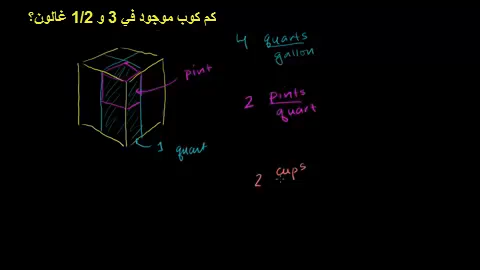 كم كوب موجود في 3 و 1/2 غالون؟
4 quarts
gallon
pint
2 pints
quart
1 quart
2 cups